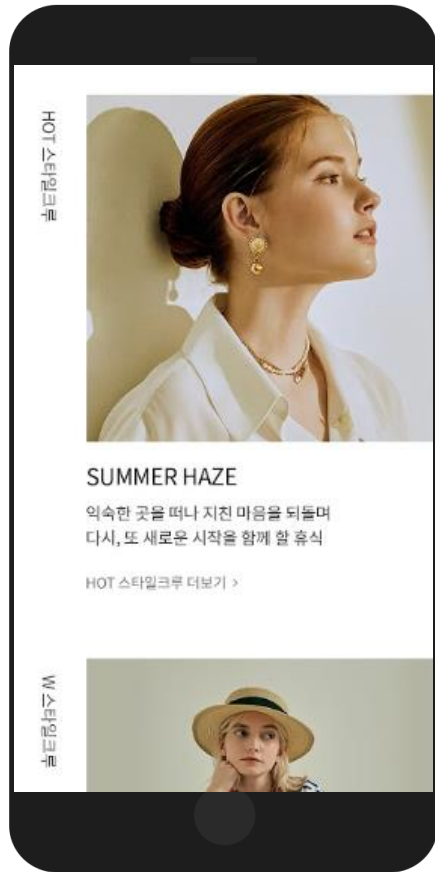 HOT 스타일크루
SUMMER HAZE
익숙한 곳을 떠나 지친 마음을 되돌며
다시, 또 새로운 시작을 함께 할 휴식
HOT 스타일크루 더보기 >
W 스타일크루